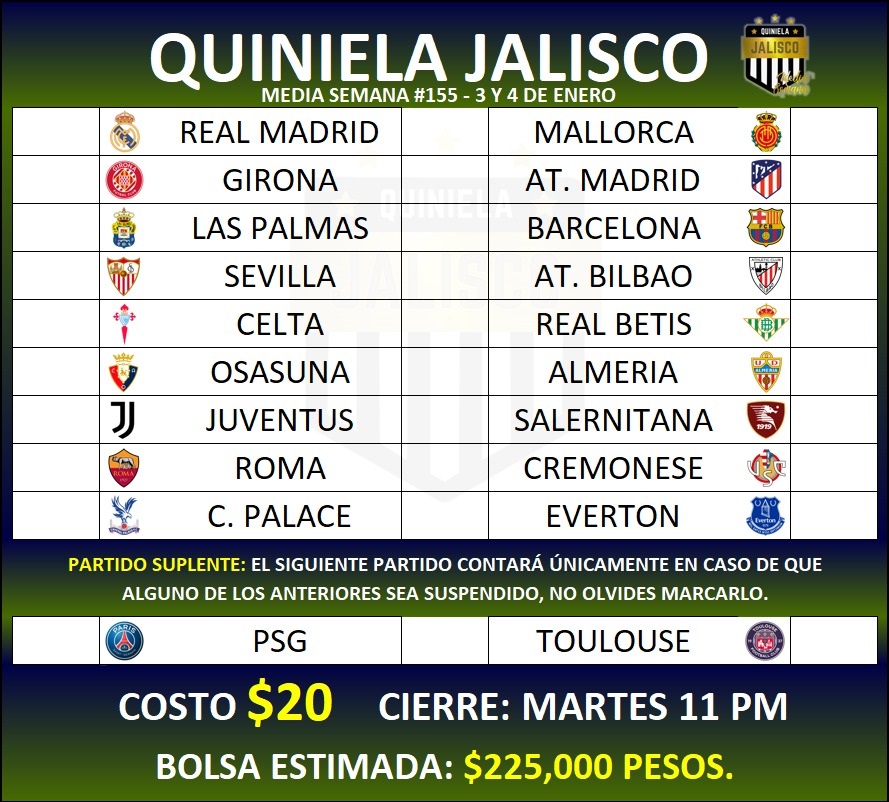 QUINIELA JALISCO
QUINIELA
JALISCO
MEDIA SEMANA #155 - 3 Y 4 DE ENERO
REAL MADRID MALLORCA
GIRONA AT. MADRID
QUINIELA
LAS PALMAS BARCELONA
SEVILLA AT. BILBAO
JALISCO
CELTA REAL BETIS
OSASUNA ALMERIA
JUVENTUS SALERNITANA
ROMA CREMONESE
C. PALACE EVERTON
PARTIDO SUPLENTE: EL SIGUIENTE PARTIDO CONTARÁ ÚNICAMENTE EN CASO DE QUE
ALGUNO DE LOS ANTERIORES SEA SUSPENDIDO, NO OLVIDES MARCARLO.
PSG TOULOUSE
COSTO $20 CIERRE: MARTES 11 PM
BOLSA ESTIMADA: $225,000 PESOS.